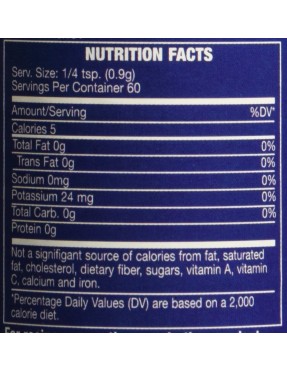 NUTRITION FACTS
Serv. Size: 1/4 tsp. (0.9g)
Servings Per Container 60
Amount/Serving %DV*
Calories 5
Total Fat 0g 0%
Trans Fat 0g 0%
Sodium 0mg 0%
Potassium 24 mg 0%
Total Carb. 0g 0%
Protein 0g
Not a signifigant source of calories from fat, saturated
fat, cholesterol, dietary fiber, sugars, vitamin A, vitamin
C, calcium and iron.
*Percentage Daily Values (DV) are based on a 2,000
calorie diet.